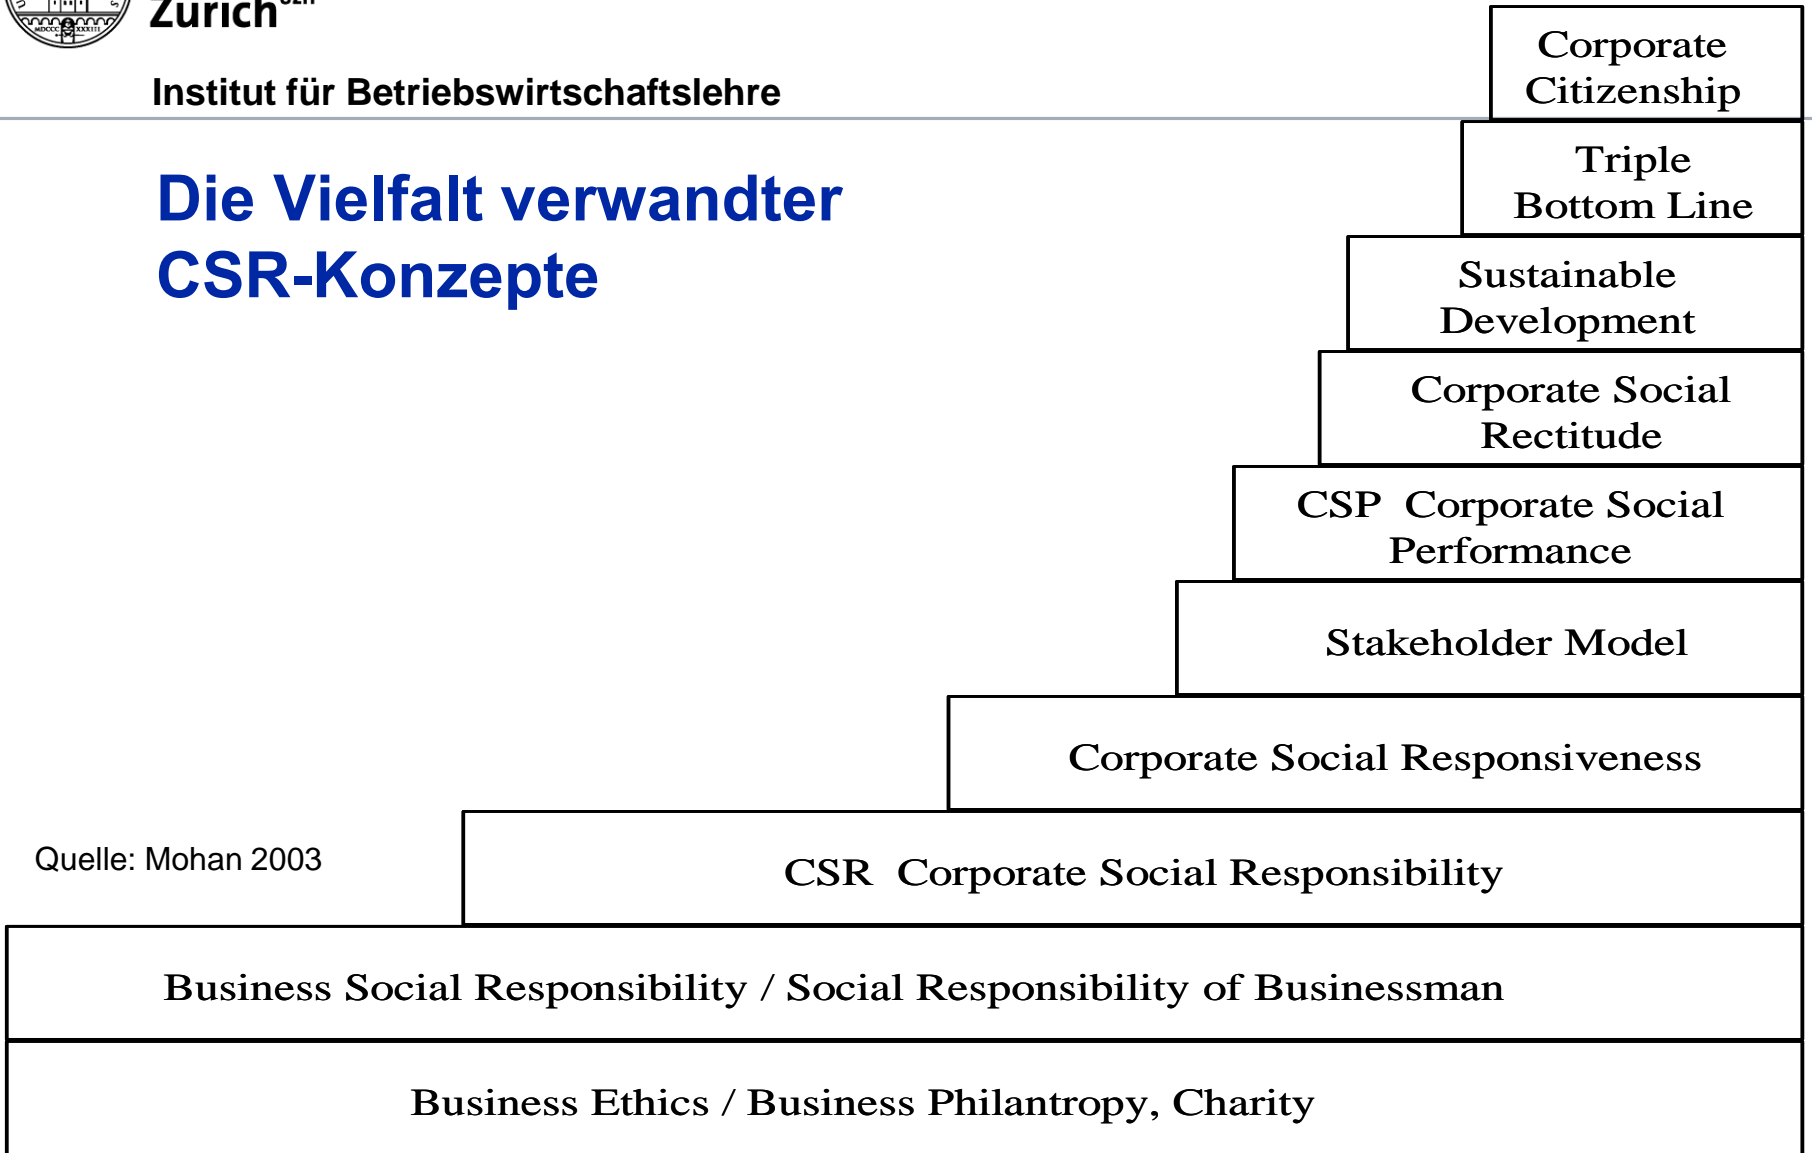 Zürich UZH
Institut für Betriebswirtschaftslehre
Die Vielfalt verwandter
CSR-Konzepte
Corporate
Citizenship
Triple
Bottom Line
Sustainable
Development
Corporate Social
Rectitude
CSP Corporate Social
Performance
Stakeholder Model
Corporate Social Responsiveness
Quelle: Mohan 2003
CSR Corporate Social Responsibility
Business Social Responsibility / Social Responsibility of Businessman
Business Ethics / Business Philantropy, Charity